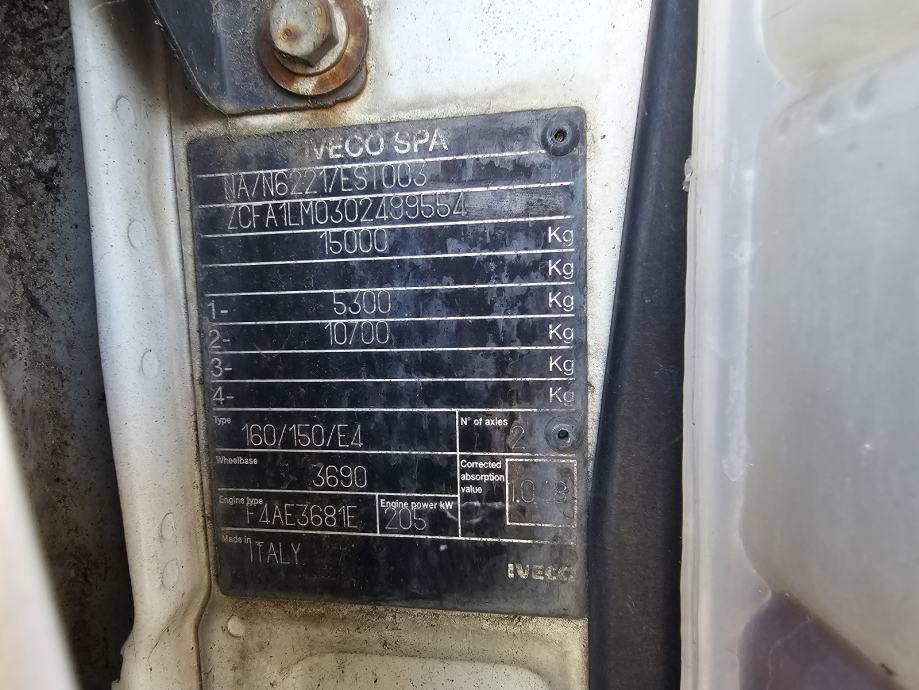 IVECO SPA
NA/N6221/EST003
ZCFA1LM0302499554
15000 Kg
Kg
1- 5300 Kg
2- 10700 Kg
3- Kg
4- Kg
Type 160/150/E4
N° of axles 2
Wheelbase 3690
Corrected absorption value
Engine type F4AE3681E
Engine power kW 205
Made in ITALY
IVECO